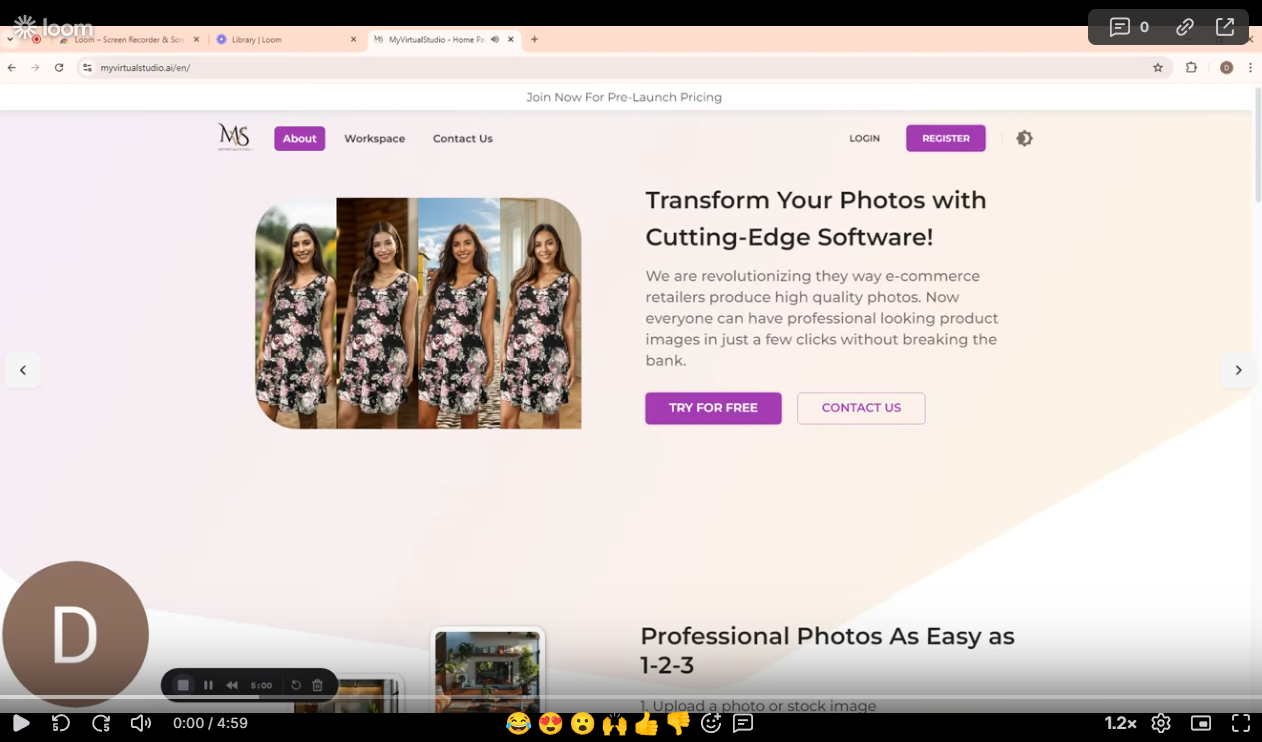 loom
Loom – Screen Recorder & Scre
Library | Loom
MyVirtualStudio - Home Pa
0
myvirtualstudio.ai/en/
D
Join Now For Pre-Launch Pricing
MS
About
Workspace
Contact Us
LOGIN
REGISTER
Transform Your Photos with
Cutting-Edge Software!
We are revolutionizing they way e-commerce
retailers produce high quality photos. Now
everyone can have professional looking product
images in just a few clicks without breaking the
bank.
TRY FOR FREE
CONTACT US
D
Professional Photos As Easy as
1-2-3
5:00
1. Upload a photo or stock image
0:00 / 4:59
1.2×